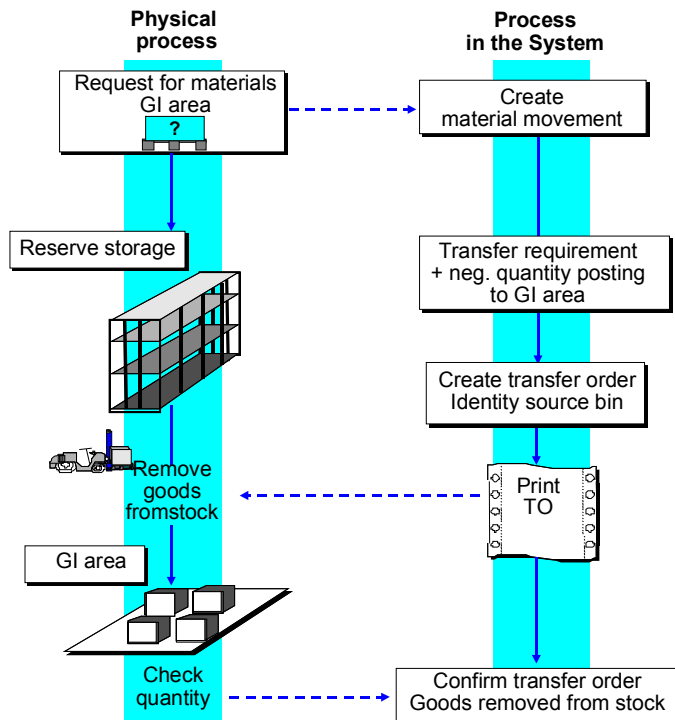 Physical
process
Process
in the System
Request for materials
GI area
?
Create
material movement
Reserve storage
Transfer requirement
+ neg. quantity posting
to GI area
Create transfer order
Identity source bin
Remove
goods
fromstock
Print
TO
GI area
Check
quantity
Confirm transfer order
Goods removed from stock